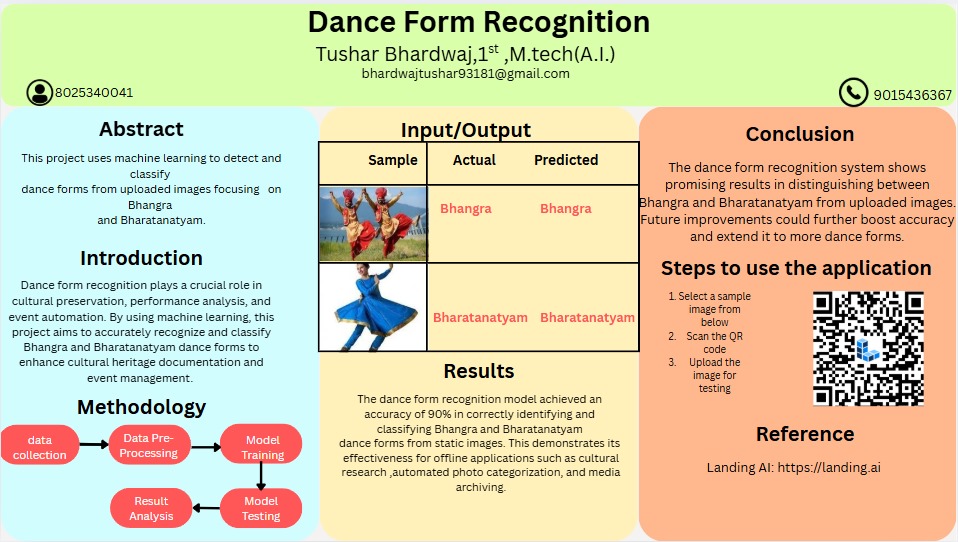 Dance Form Recognition
Tushar Bhardwaj,1st ,M.tech(A.I.)
bhardwajtushar93181@gmail.com
8025340041
9015436367
Abstract
This project uses machine learning to detect and
classify
dance forms from uploaded images focusing on
Bhangra
and Bharatanatyam.
Introduction
Dance form recognition plays a crucial role in
cultural preservation, performance analysis, and
event automation. By using machine learning, this
project aims to accurately recognize and classify
Bhangra and Bharatanatyam dance forms to
enhance cultural heritage documentation and
event management.
Methodology
data
collection
Data Pre-
Processing
Model
Training
Model
Testing
Result
Analysis
Input/Output
Sample Actual Predicted
Bhangra Bhangra
Bharatanatyam Bharatanatyam
Results
The dance form recognition model achieved an
accuracy of 90% in correctly identifying and
classifying Bhangra and Bharatanatyam
dance forms from static images. This demonstrates its
effectiveness for offline applications such as cultural
research ,automated photo categorization, and media
archiving.
Conclusion
The dance form recognition system shows
promising results in distinguishing between
Bhangra and Bharatanatyam from uploaded images.
Future improvements could further boost accuracy
and extend it to more dance forms.
Steps to use the application
1. Select a sample
image from
below
2. Scan the QR
code
3. Upload the
image for
testing
Reference
Landing AI: https://landing.ai